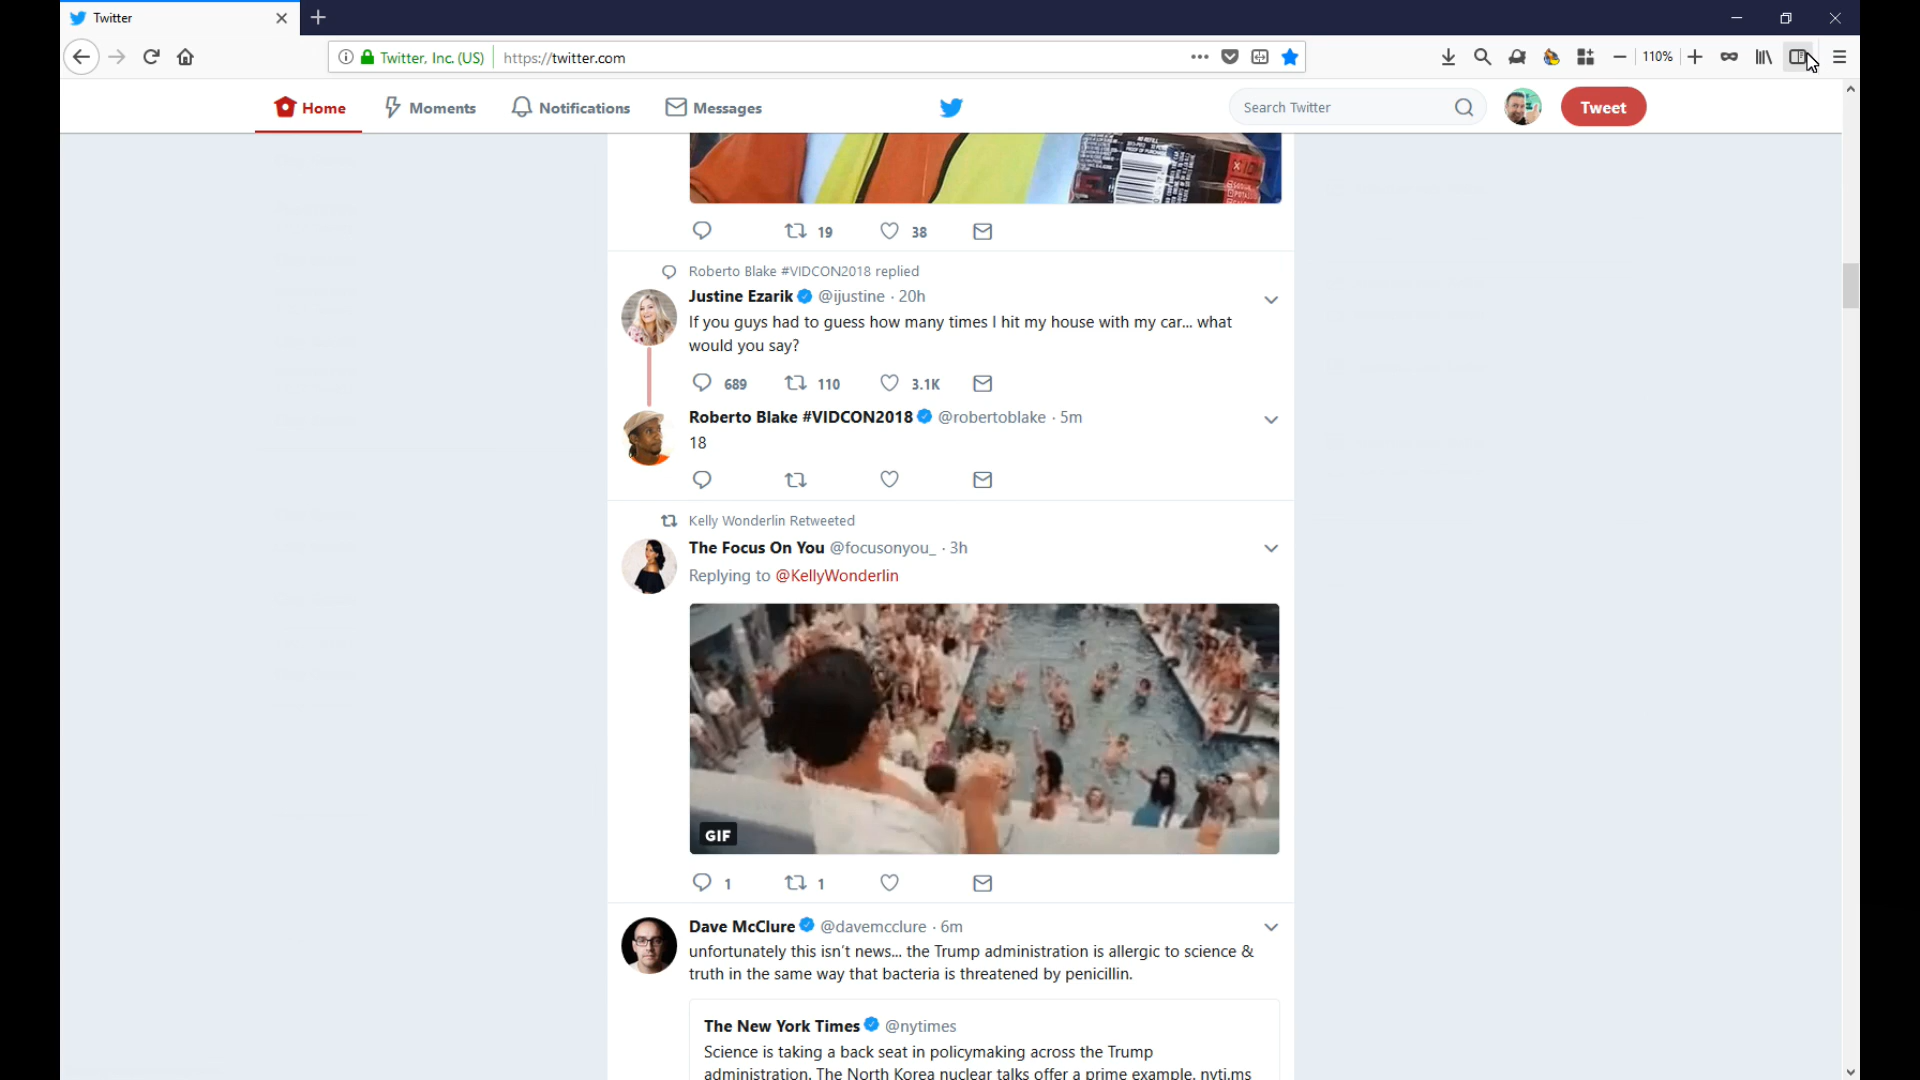 Twitter
Twitter, Inc. (US) https://twitter.com 110%
Home Moments Notifications Messages Search Twitter Tweet
19 38
Roberto Blake #VIDCON2018 replied
Justine Ezarik @ijustine · 20h
If you guys had to guess how many times I hit my house with my car... what
would you say?
689 110 3.1K
Roberto Blake #VIDCON2018 @robertoblake · 5m
18
Kelly Wonderlin Retweeted
The Focus On You @focusonyou_ · 3h
Replying to @KellyWonderlin
GIF
1 1
Dave McClure @davemcclure · 6m
unfortunately this isn't news... the Trump administration is allergic to science &
truth in the same way that bacteria is threatened by penicillin.
The New York Times @nytimes
Science is taking a back seat in policymaking across the Trump
administration. The North Korea nuclear talks offer a prime example. nyti.ms